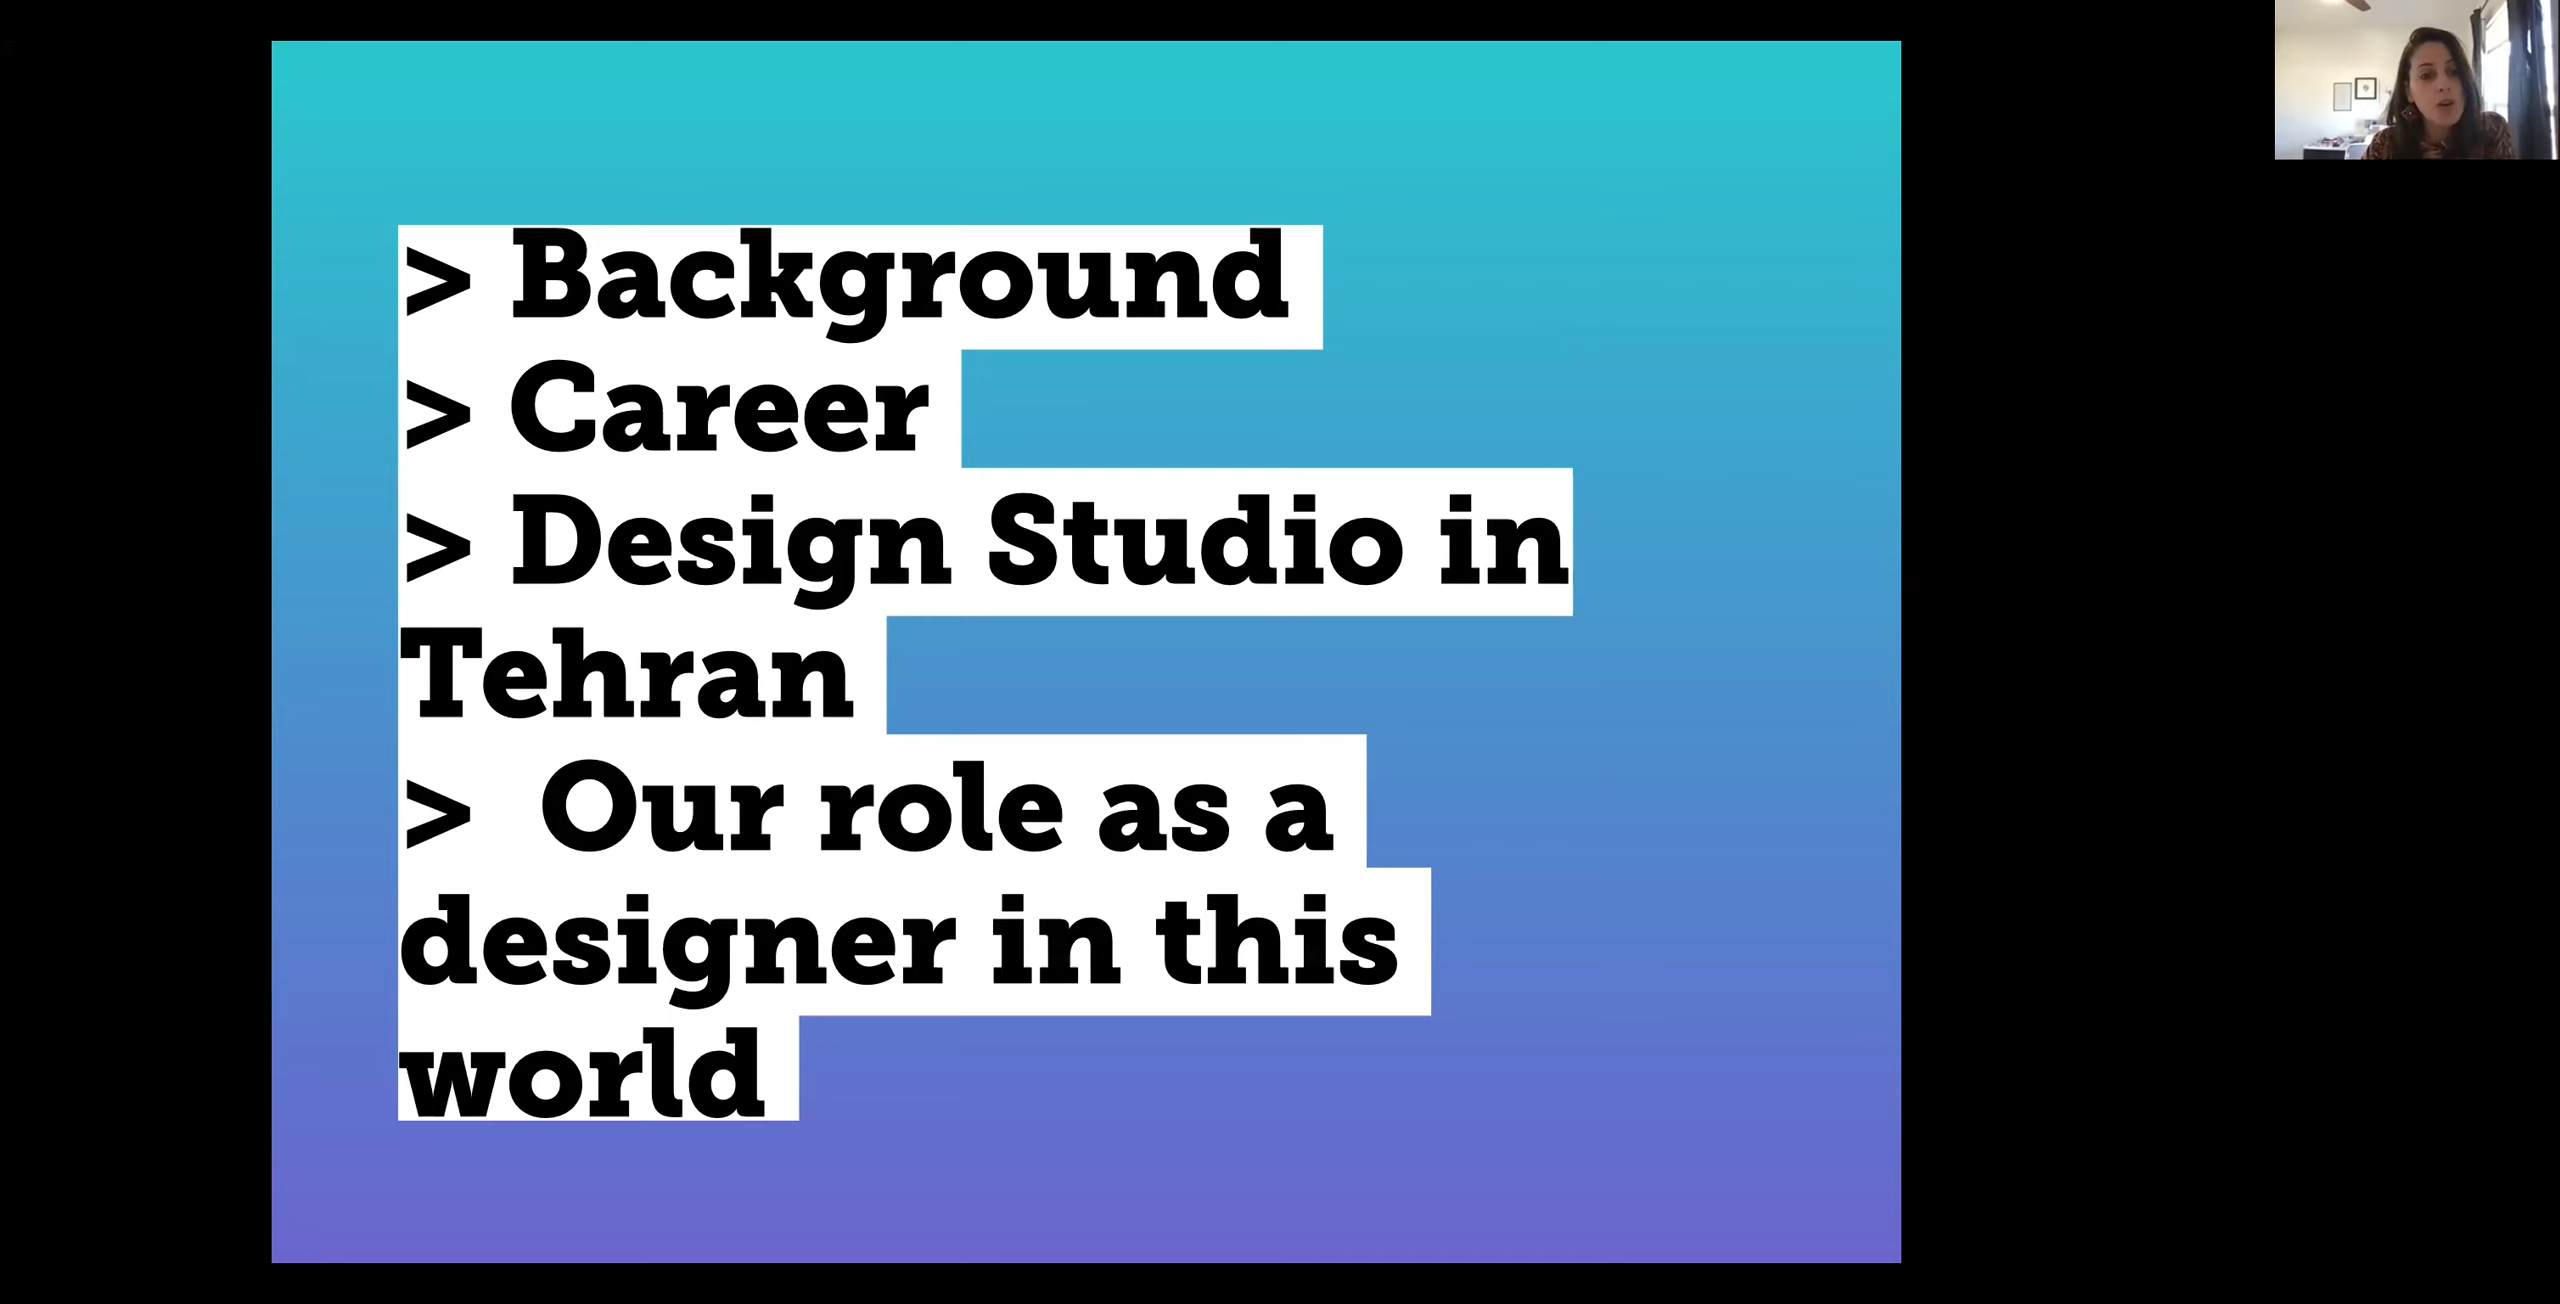 > Background
> Career
> Design Studio in
Tehran
> Our role as a
designer in this
world